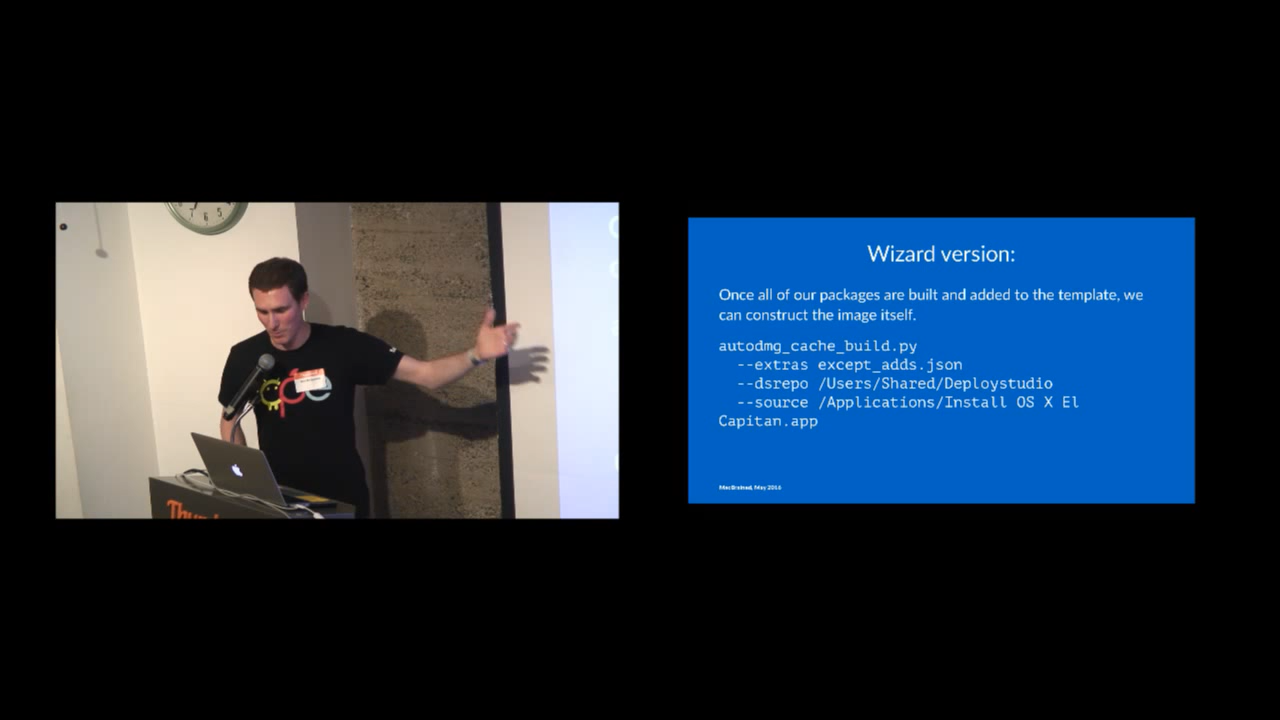 6 5
Wizard version:
Once all of our packages are built and added to the template, we
can construct the image itself.
autodmg_cache_build.py
--extras except_adds.json
--dsrepo /Users/Shared/Deploystudio
--source /Applications/Install OS X El
Capitan.app
MacBrained, May 2016